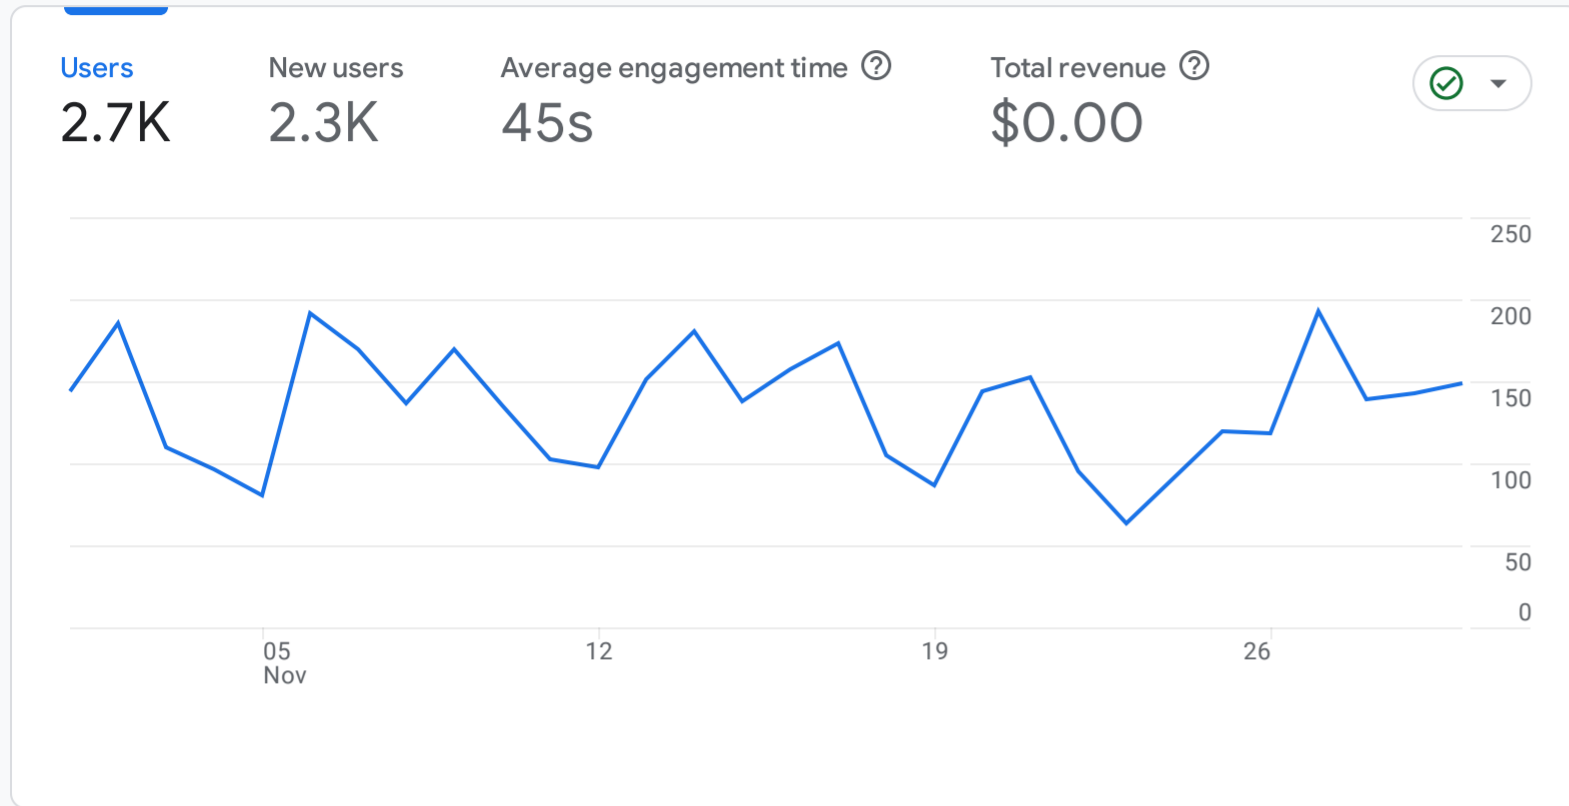 Users
2.7K
New users
2.3K
Average engagement time
45s
Total revenue
$0.00
250
200
150
100
50
0
05
Nov
12
19
26